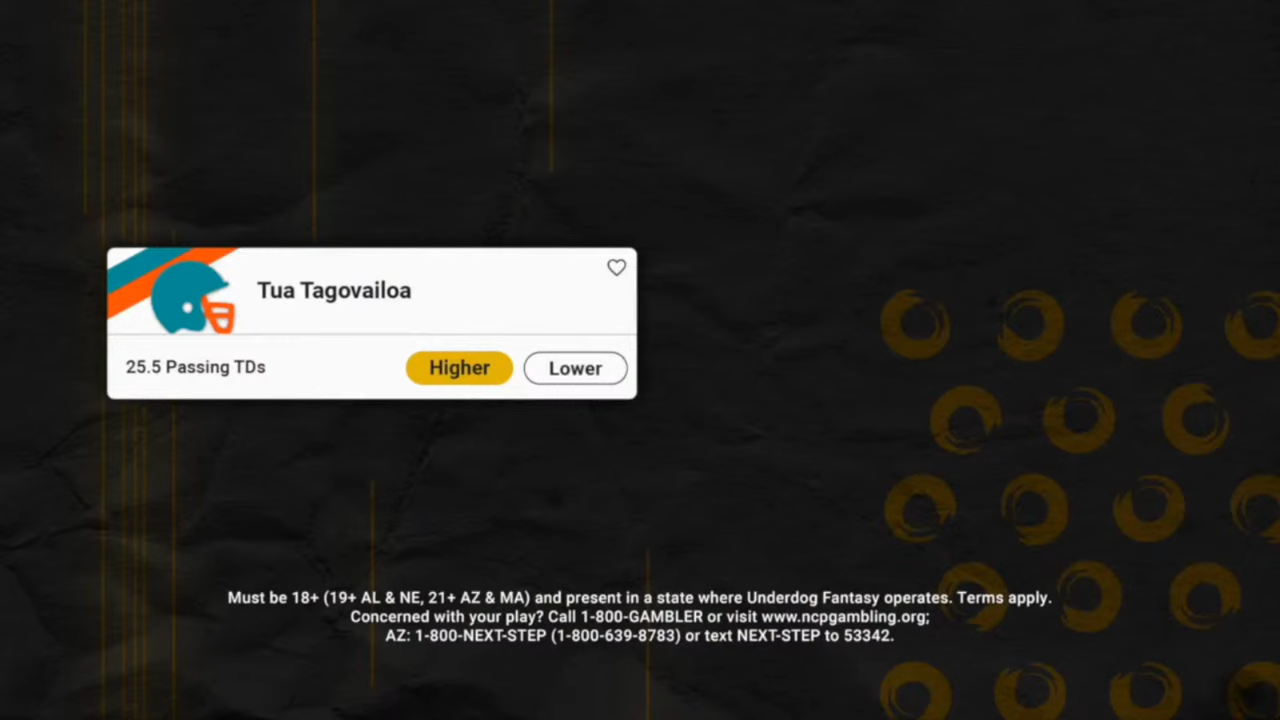 Tua Tagovailoa
25.5 Passing TDs
Higher
Lower
Must be 18+ (19+ AL & NE, 21+ AZ & MA) and present in a state where Underdog Fantasy operates. Terms apply.
Concerned with your play? Call 1-800-GAMBLER or visit www.ncpgambling.org;
AZ: 1-800-NEXT-STEP (1-800-639-8783) or text NEXT-STEP to 53342.